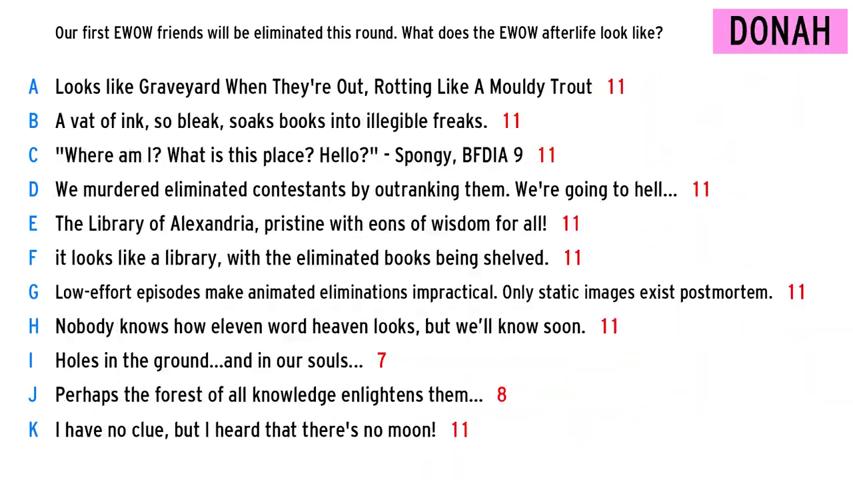 Our first EWOW friends will be eliminated this round. What does the EWOW afterlife look like?
DONAH
A Looks like Graveyard When They're Out, Rotting Like A Mouldy Trout 11
B A vat of ink, so bleak, soaks books into illegible freaks. 11
C "Where am I? What is this place? Hello?" - Spongy, BFDIA 9 11
D We murdered eliminated contestants by outranking them. We're going to hell... 11
E The Library of Alexandria, pristine with eons of wisdom for all! 11
F it looks like a library, with the eliminated books being shelved. 11
G Low-effort episodes make animated eliminations impractical. Only static images exist postmortem. 11
H Nobody knows how eleven word heaven looks, but we'll know soon. 11
I Holes in the ground...and in our souls... 7
J Perhaps the forest of all knowledge enlightens them... 8
K I have no clue, but I heard that there's no moon! 11